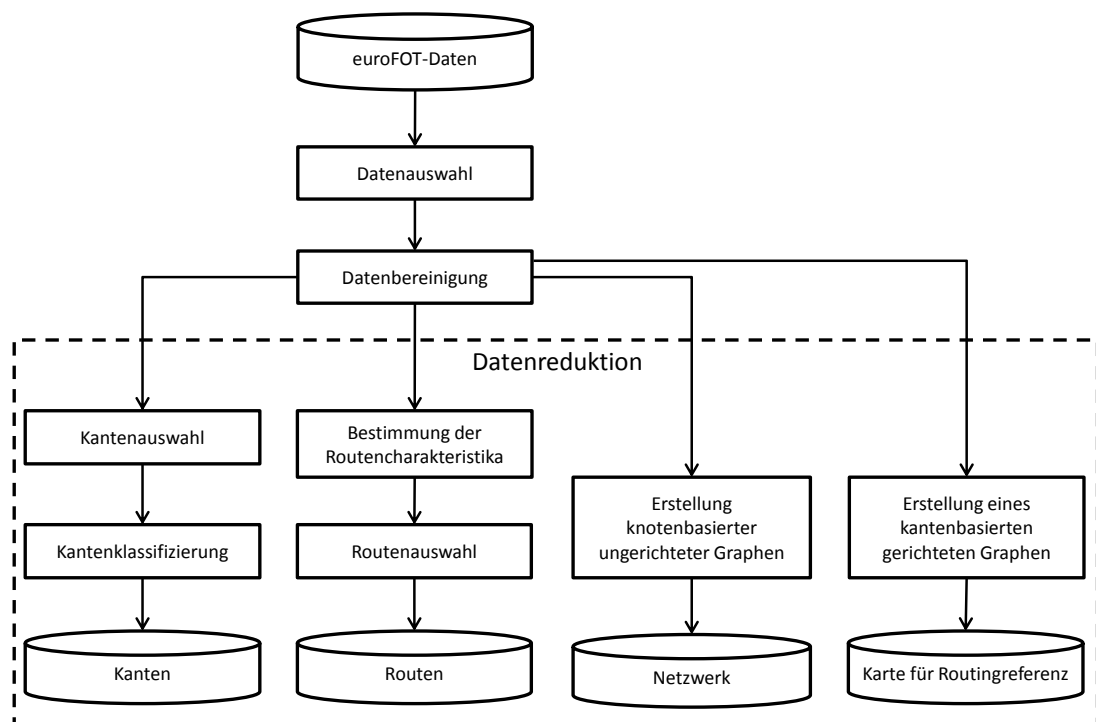 euroFOT-Daten
Datenauswahl
Datenbereinigung
Datenreduktion
Kantenauswahl
Bestimmung der
Routencharakteristika
Kantenklassifizierung
Routenauswahl
Erstellung
knotenbasierter
ungerichteter Graphen
Erstellung eines
kantenbasierten
gerichteten Graphen
Kanten
Routen
Netzwerk
Karte für Routingreferenz